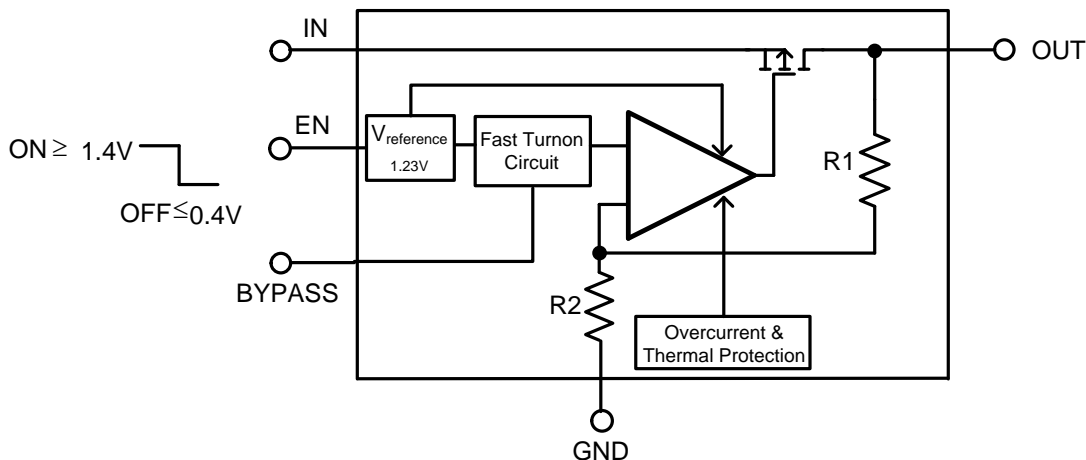 IN
OUT
EN
Vreference
1.23V
Fast Turnon
Circuit
ON ≥ 1.4V
OFF ≤ 0.4V
R1
BYPASS
R2
Overcurrent &
Thermal Protection
GND